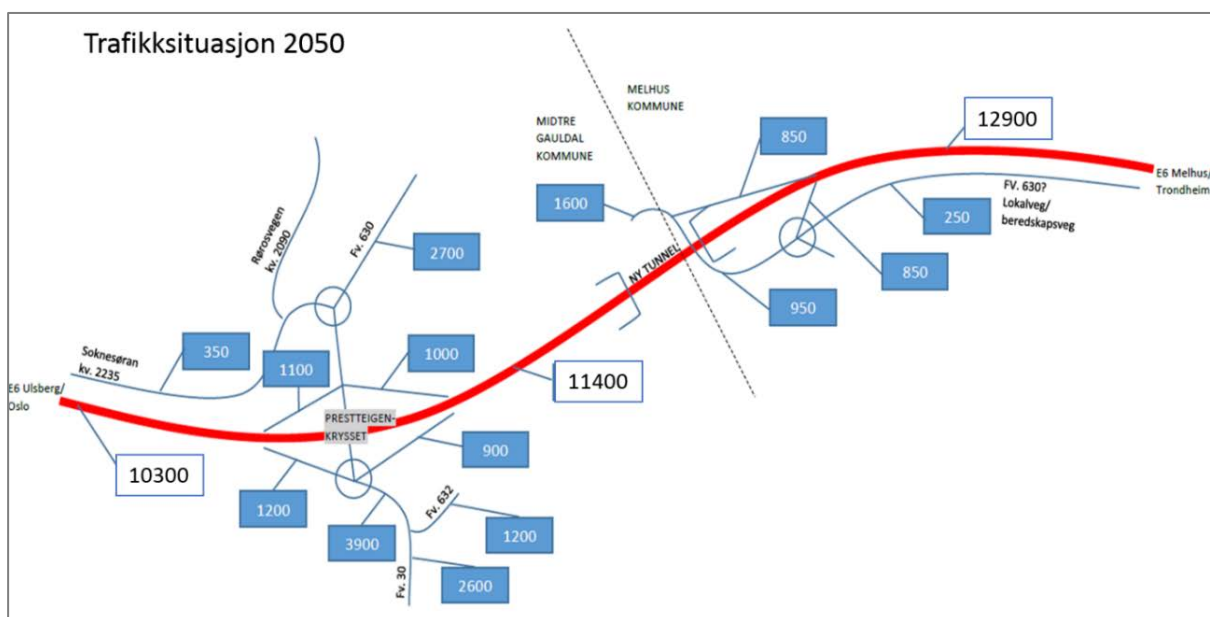 Trafikksituasjon 2050
MELHUS
KOMMUNE
MIDTRE
GAULDAL
KOMMUNE
850
12900
E6 Melhus/
Trondheim
FV. 630?
Lokalveg/
beredskapsveg
1600
250
850
950
NY TUNNEL
Rørosvegen
kv. 2090
Fv. 630
2700
Soknesøran
kv. 2235
350
1100
1000
11400
E6 Ulsberg/
Oslo
PRESTTEIGEN-
KRYSSET
10300
900
1200
3900
Fv. 632
1200
Fv. 30
2600